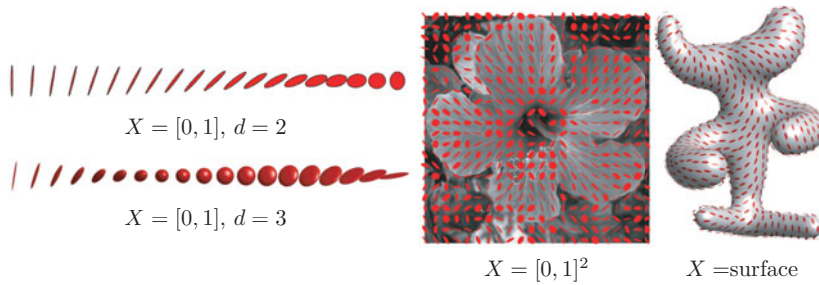 X = [0, 1], d = 2
X = [0, 1], d = 3
X = [0, 1]²
X =surface